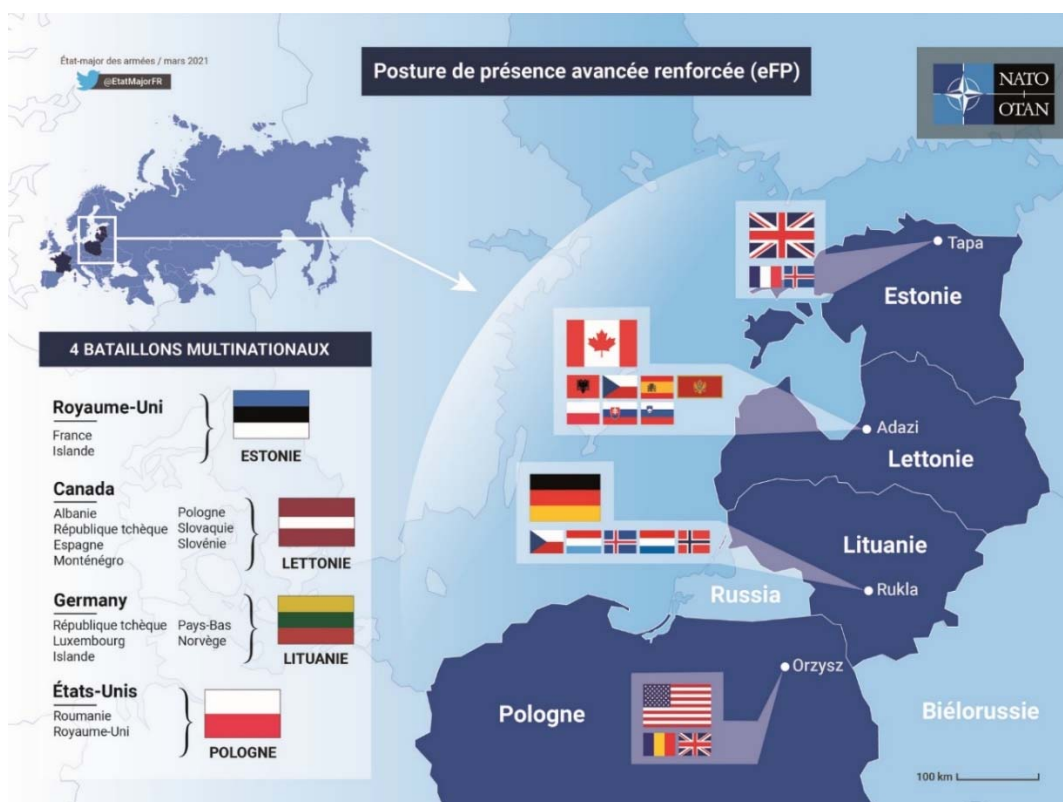 État-major des armées / mars 2021
@EtatMajorFR
Posture de présence avancée renforcée (eFP)
NATO
OTAN
4 BATAILLONS MULTINATIONAUX
Royaume-Uni
France
Islande
ESTONIE
Canada
Albanie
République tchèque
Espagne
Monténégro
Pologne
Slovaquie
Slovénie
LETTONIE
Germany
République tchèque
Luxembourg
Islande
Pays-Bas
Norvège
LITUANIE
États-Unis
Roumanie
Royaume-Uni
POLOGNE
Tapa
Estonie
Adazi
Lettonie
Lituanie
Rukla
Russia
Orzysz
Pologne
Biélorussie
100 km